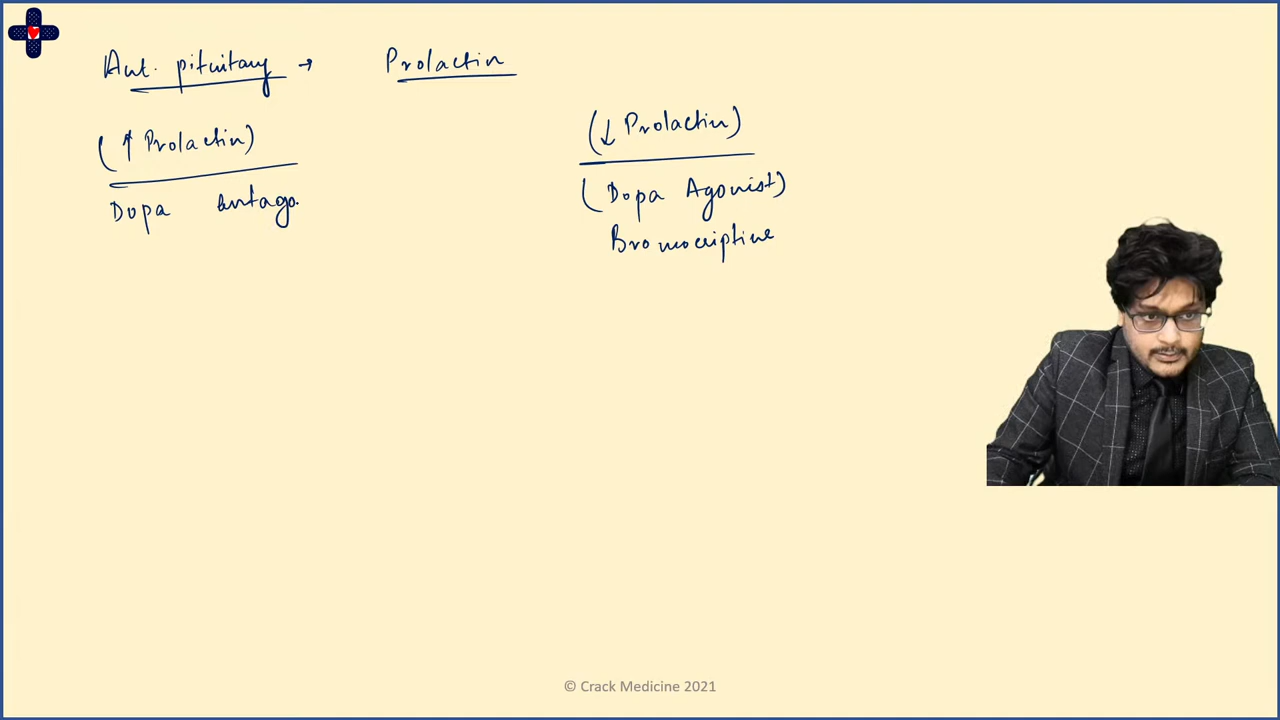 Ant. pituitary → Prolactin
(↑ Prolactin)
Dopa antago.
(↓ Prolactin)
(Dopa Agonist)
Bromocriptine
© Crack Medicine 2021